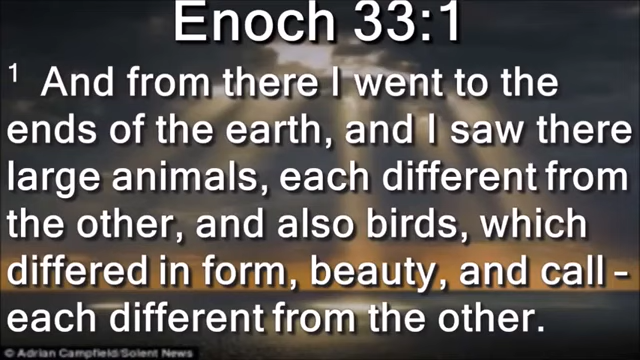 Enoch 33:1
1 And from there I went to the
ends of the earth, and I saw there
large animals, each different from
the other, and also birds, which
differed in form, beauty, and call –
each different from the other.
© Adrian Campfield/Solent News